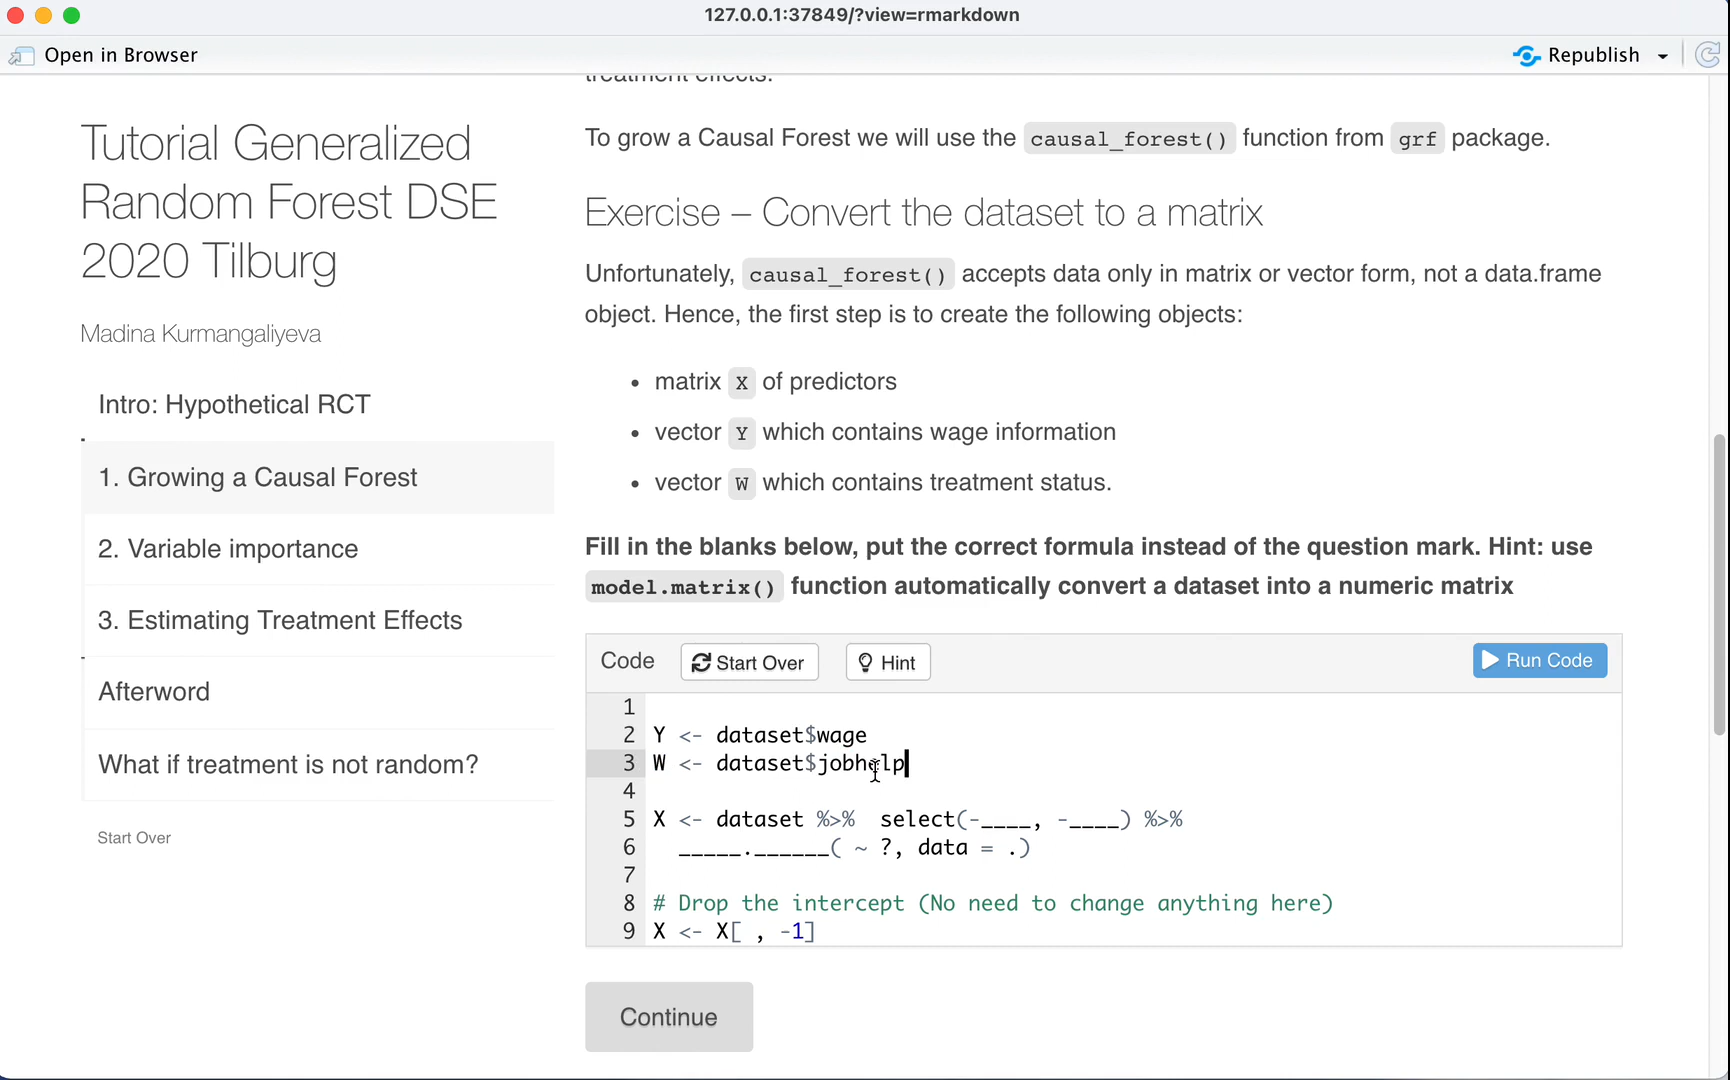 127.0.0.1:37849/?view=rmarkdown
Open in Browser
Republish
Tutorial Generalized
Random Forest DSE
2020 Tilburg
Madina Kurmangaliyeva
Intro: Hypothetical RCT
1. Growing a Causal Forest
2. Variable importance
3. Estimating Treatment Effects
Afterword
What if treatment is not random?
Start Over
treatment effects.
To grow a Causal Forest we will use the causal_forest() function from grf package.
Exercise – Convert the dataset to a matrix
Unfortunately, causal_forest() accepts data only in matrix or vector form, not a data.frame
object. Hence, the first step is to create the following objects:
• matrix X of predictors
• vector Y which contains wage information
• vector W which contains treatment status.
Fill in the blanks below, put the correct formula instead of the question mark. Hint: use
model.matrix() function automatically convert a dataset into a numeric matrix
Code Start Over Hint Run Code
1
2 Y <- dataset$wage
3 W <- dataset$jobhelp
4
5 X <- dataset %>%  select(-____, -____) %>%
6   _____.______( ~ ?, data = .)
7
8 # Drop the intercept (No need to change anything here)
9 X <- X[ , -1]
Continue